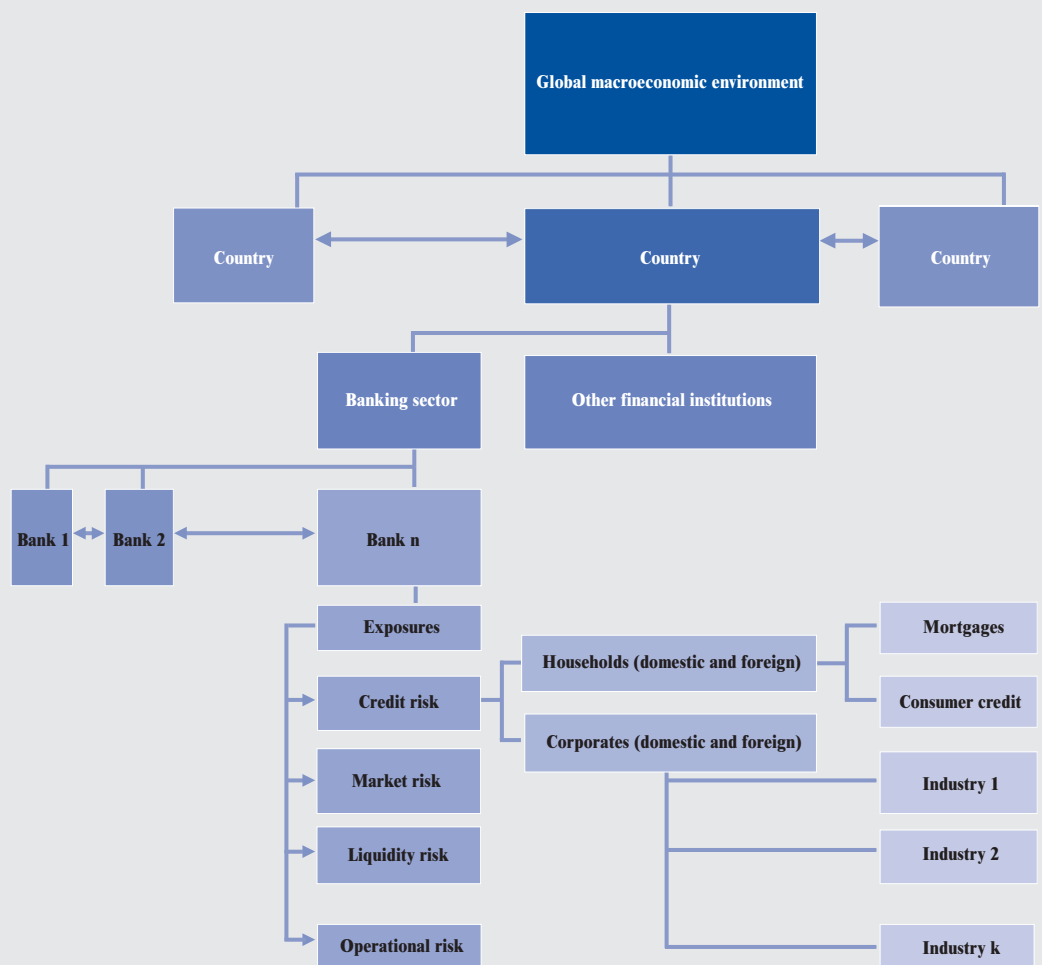 Global macroeconomic environment
Country
Country
Country
Banking sector
Other financial institutions
Bank 1
Bank 2
Bank n
Exposures
Households (domestic and foreign)
Mortgages
Credit risk
Consumer credit
Corporates (domestic and foreign)
Market risk
Industry 1
Liquidity risk
Industry 2
Operational risk
Industry k